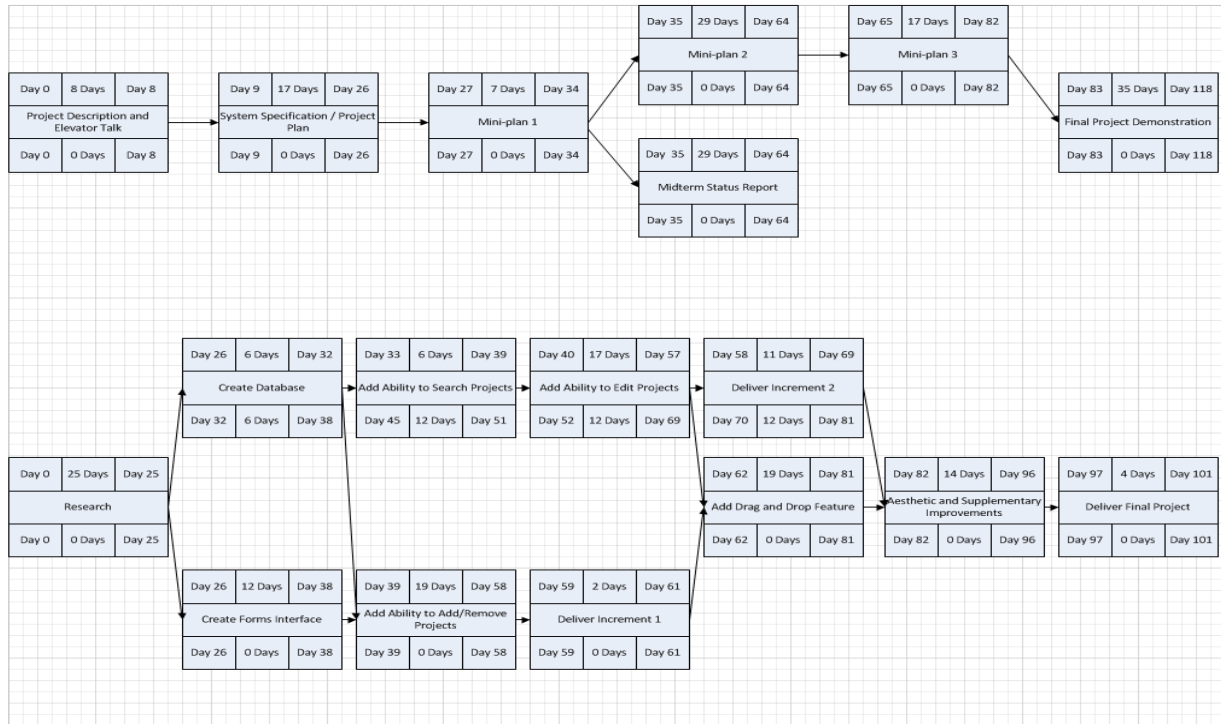 Day 35 29 Days Day 64
Mini-plan 2
Day 35 0 Days Day 64
Day 65 17 Days Day 82
Mini-plan 3
Day 65 0 Days Day 82
Day 0 8 Days Day 8
Project Description and
Elevator Talk
Day 0 0 Days Day 8
Day 9 17 Days Day 26
System Specification / Project
Plan
Day 9 0 Days Day 26
Day 27 7 Days Day 34
Mini-plan 1
Day 27 0 Days Day 34
Day 83 35 Days Day 118
Final Project Demonstration
Day 83 0 Days Day 118
Day 35 29 Days Day 64
Midterm Status Report
Day 35 0 Days Day 64
Day 26 6 Days Day 32
Create Database
Day 32 6 Days Day 38
Day 33 6 Days Day 39
Add Ability to Search Projects
Day 45 12 Days Day 51
Day 40 17 Days Day 57
Add Ability to Edit Projects
Day 52 12 Days Day 69
Day 58 11 Days Day 69
Deliver Increment 2
Day 70 12 Days Day 81
Day 0 25 Days Day 25
Research
Day 0 0 Days Day 25
Day 62 19 Days Day 81
Add Drag and Drop Feature
Day 62 0 Days Day 81
Day 82 14 Days Day 96
Aesthetic and Supplementary
Improvements
Day 82 0 Days Day 96
Day 97 4 Days Day 101
Deliver Final Project
Day 97 0 Days Day 101
Day 26 12 Days Day 38
Create Forms Interface
Day 26 0 Days Day 38
Day 39 19 Days Day 58
Add Ability to Add/Remove
Projects
Day 39 0 Days Day 58
Day 59 2 Days Day 61
Deliver Increment 1
Day 59 0 Days Day 61